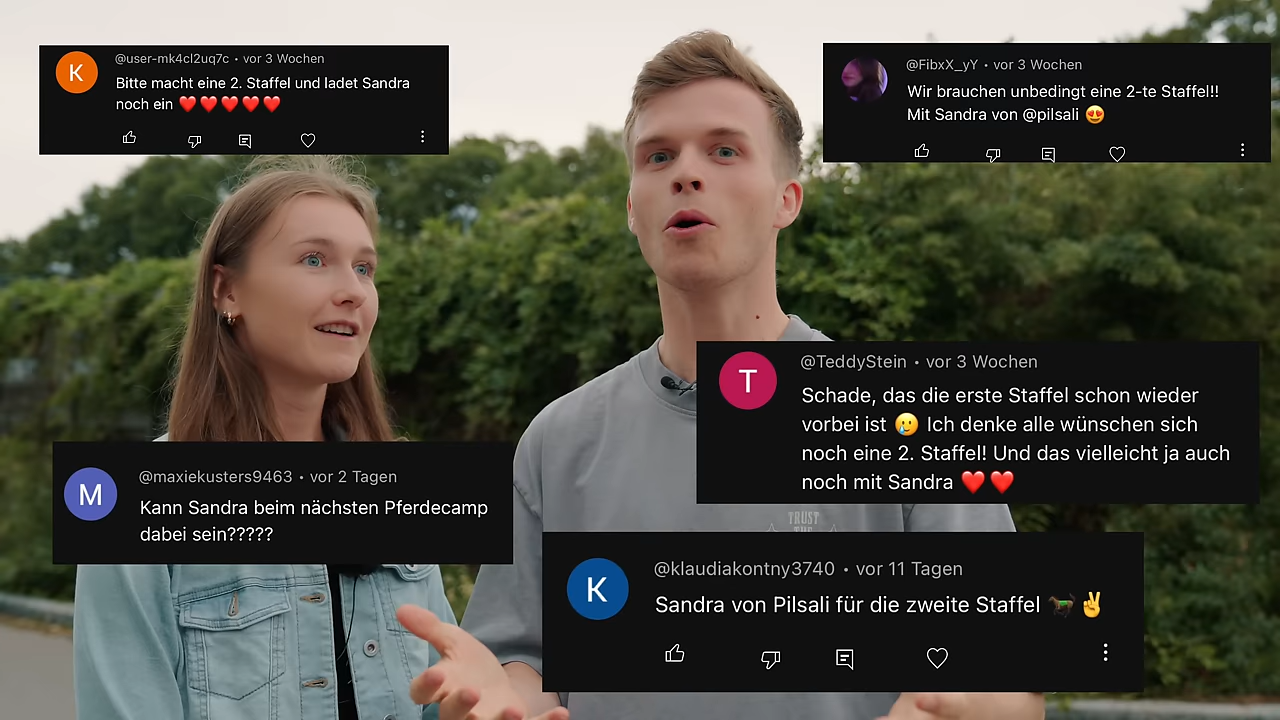 K
@user-mk4cl2uq7c • vor 3 Wochen
Bitte macht eine 2. Staffel und ladet Sandra
noch ein ❤️❤️❤️❤️❤️
@FibxX_yY • vor 3 Wochen
Wir brauchen unbedingt eine 2-te Staffel!!
Mit Sandra von @pilsali 😍
T
@TeddyStein • vor 3 Wochen
Schade, das die erste Staffel schon wieder
vorbei ist 🥲 Ich denke alle wünschen sich
noch eine 2. Staffel! Und das vielleicht ja auch
noch mit Sandra ❤️❤️
M
@maxiekusters9463 • vor 2 Tagen
Kann Sandra beim nächsten Pferdecamp
dabei sein?????
TRUST
THE
K
@klaudiakontny3740 • vor 11 Tagen
Sandra von Pilsali für die zweite Staffel 🐎✌️